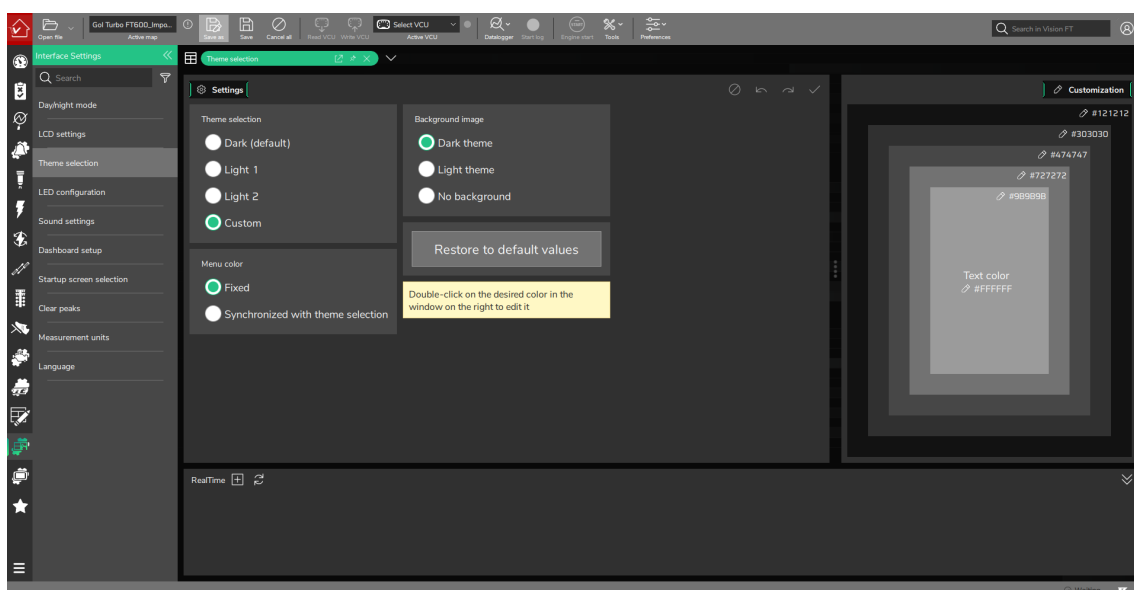 Open file
Gol Turbo FT600_Impo...
Active map
Save as
Save
Cancel all
Read VCU
Write VCU
Select VCU
Active VCU
Datalogger
Start log
START
Engine start
Tools
Preferences
Search in Vision FT
Interface Settings
Theme selection
Search
Settings
Customization
Day/night mode
LCD settings
Theme selection
LED configuration
Sound settings
Dashboard setup
Startup screen selection
Clear peaks
Measurement units
Language
Theme selection
Dark (default)
Light 1
Light 2
Custom
Menu color
Fixed
Synchronized with theme selection
Background image
Dark theme
Light theme
No background
Restore to default values
Double-click on the desired color in the
window on the right to edit it
#121212
#303030
#474747
#727272
#9B9B9B
Text color
#FFFFFF
RealTime